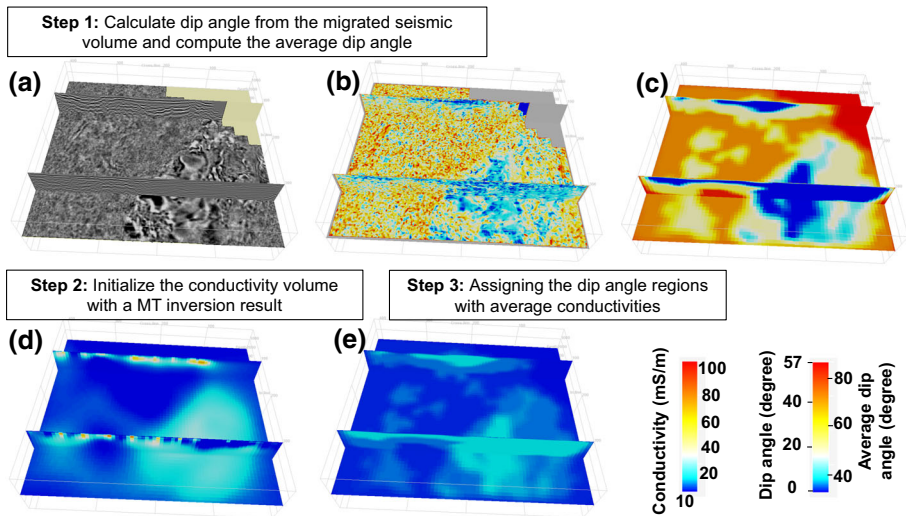 Step 1: Calculate dip angle from the migrated seismic
volume and compute the average dip angle
(a)
(b)
(c)
Step 2: Initialize the conductivity volume
with a MT inversion result
Step 3: Assigning the dip angle regions
with average conductivities
(d)
(e)
Conductivity (mS/m)
100
80
60
40
20
10
Dip angle (degree)
57
40
20
0
80
60
40
Average dip
angle (degree)